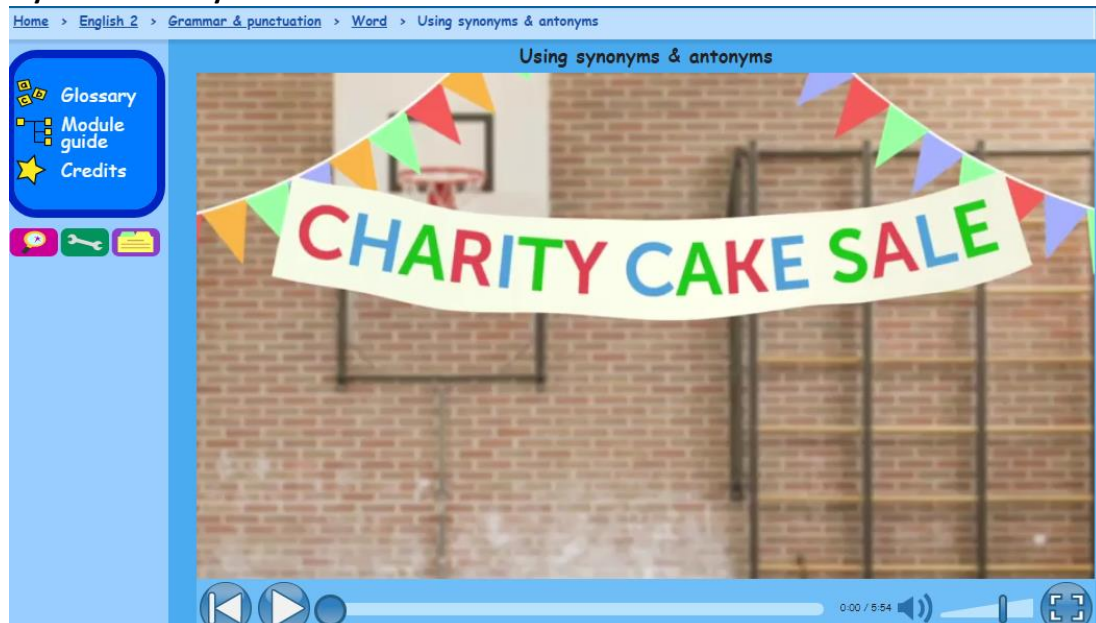 Home > English 2 > Grammar & punctuation > Word > Using synonyms & antonyms
Using synonyms & antonyms
Glossary
Module
guide
Credits
a
b
c
CHARITY CAKE SALE
0:00 / 5:54